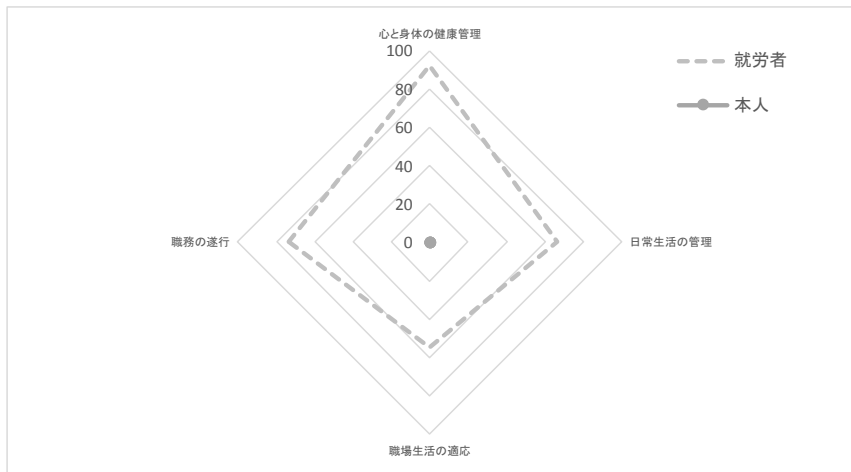 心と身体の健康管理
100
80
60
40
20
0
就労者
本人
職務の遂行
日常生活の管理
職場生活の適応